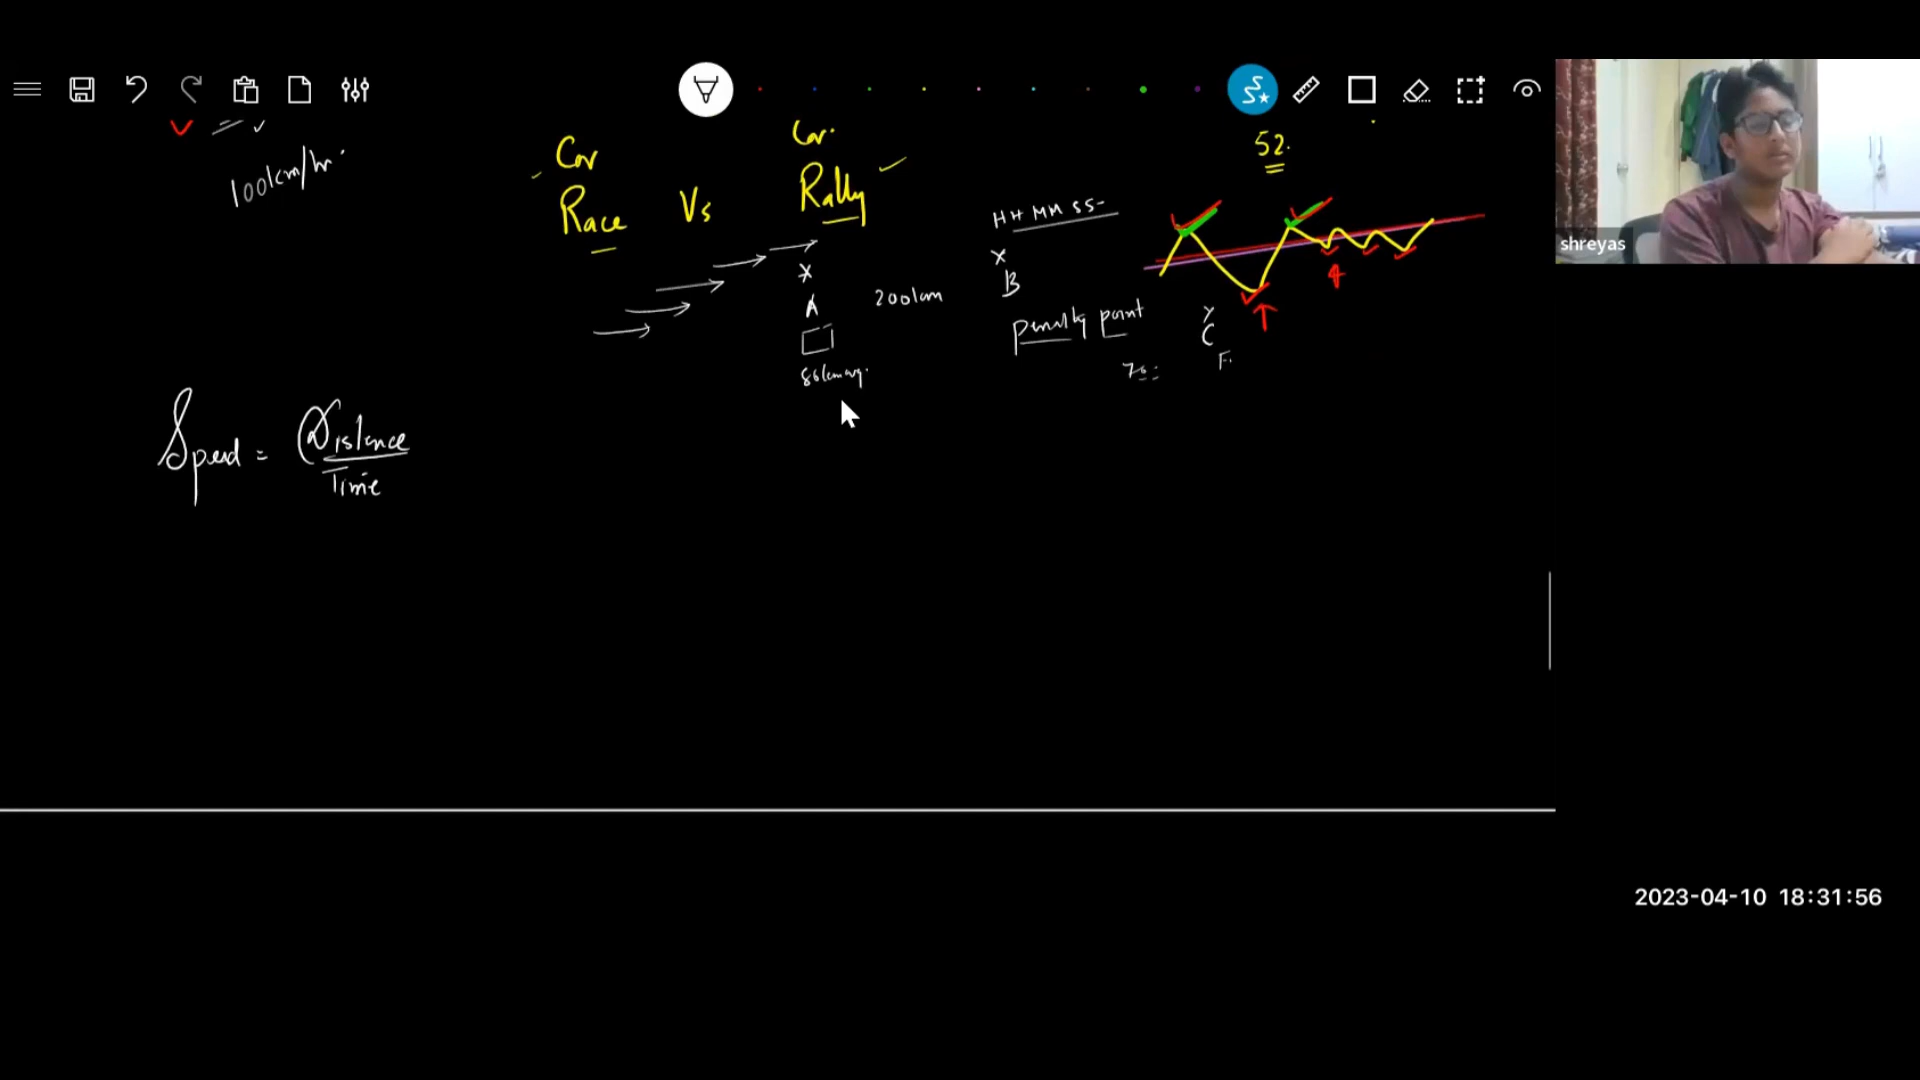 100km/hr.
Car
Race
Vs
Car.
Rally
HH MM SS-
52.
x
A
200km
x
B
Penalty point
x
C
F.
70
Speed = Distance
Time
shreyas
2023-04-10 18:31:56